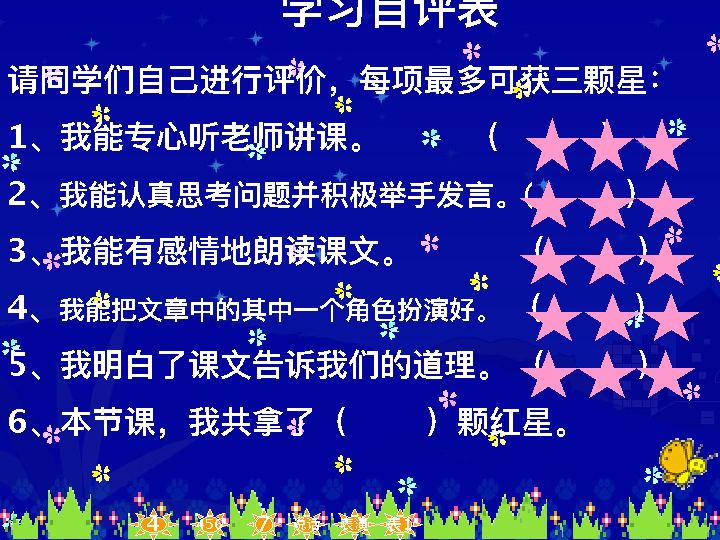 学习自评表
请同学们自己进行评价，每项最多可获三颗星：
1、我能专心听老师讲课。（
2、我能认真思考问题并积极举手发言。（ ）
3、我能有感情地朗读课文。（ ）
4、我能把文章中的其中一个角色扮演好。（ ）
5、我明白了课文告诉我们的道理。（ ）
6、本节课，我共拿了（ ）颗红星。
4 5 7